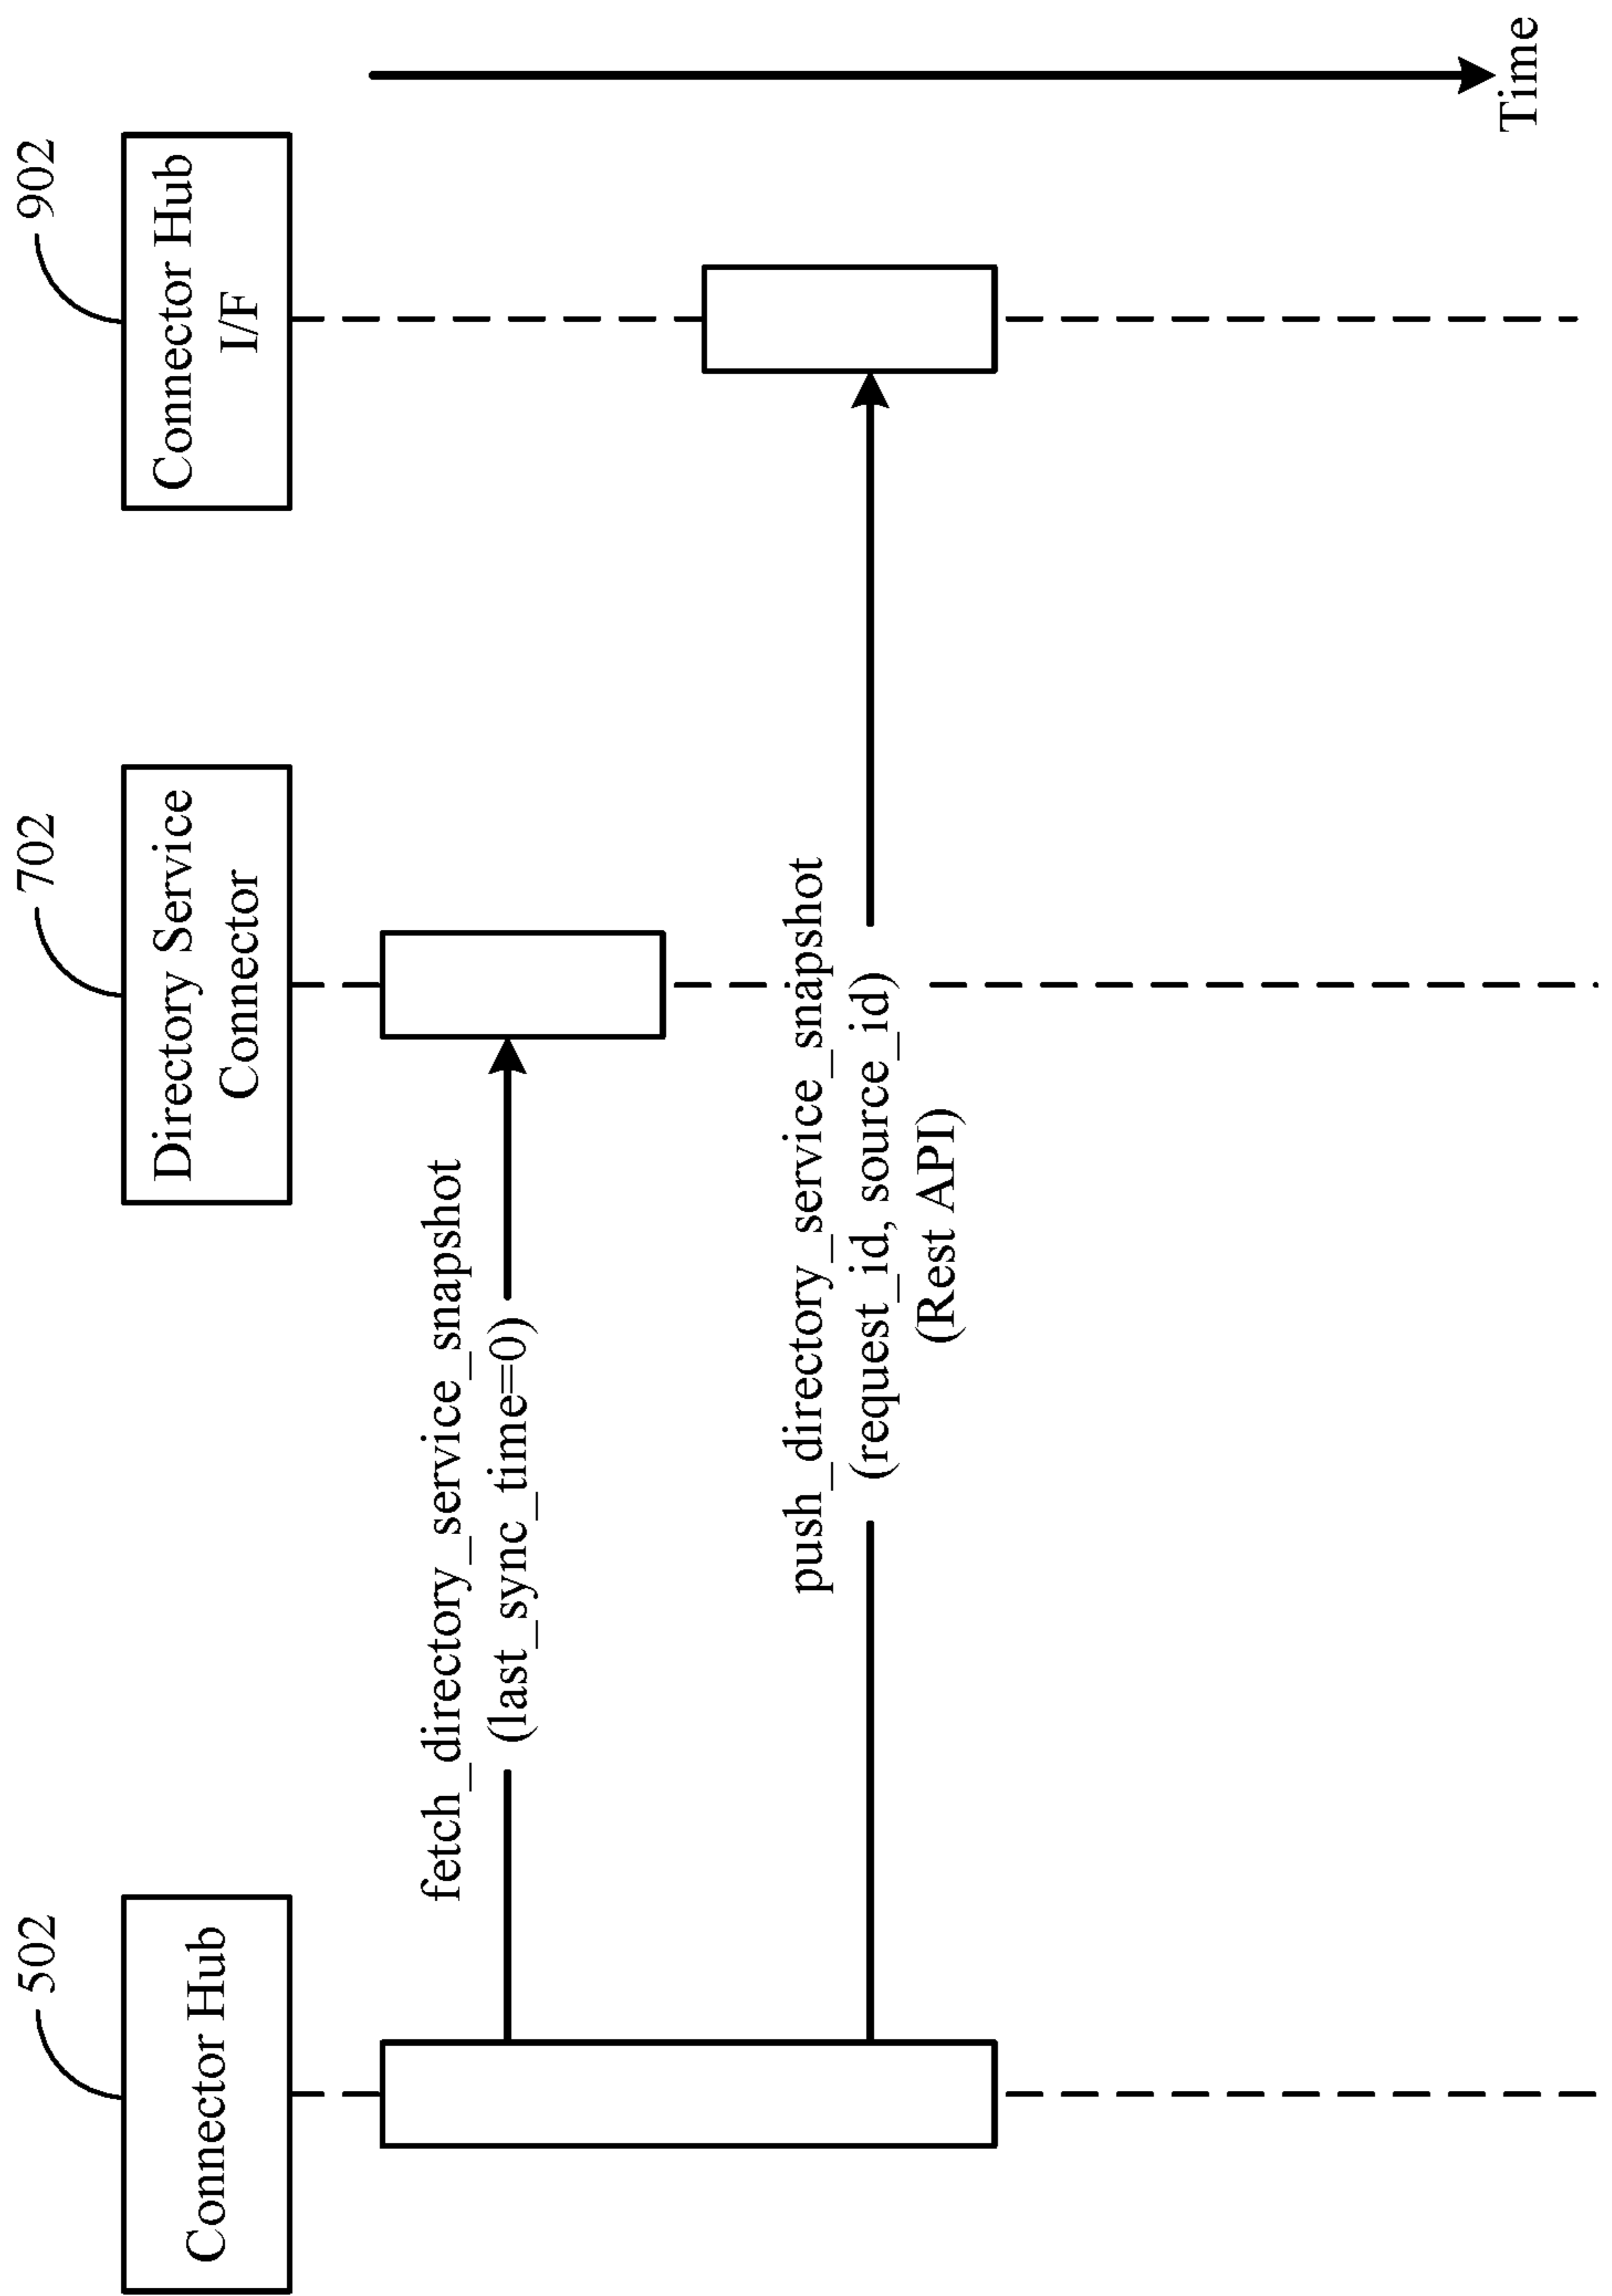 502
702
902
Connector Hub
Directory Service
Connector
Connector Hub
I/F
fetch_directory_service_snapshot
(last_sync_time=0)
push_directory_service_snapshot
(request_id, source_id)
(Rest API)
Time